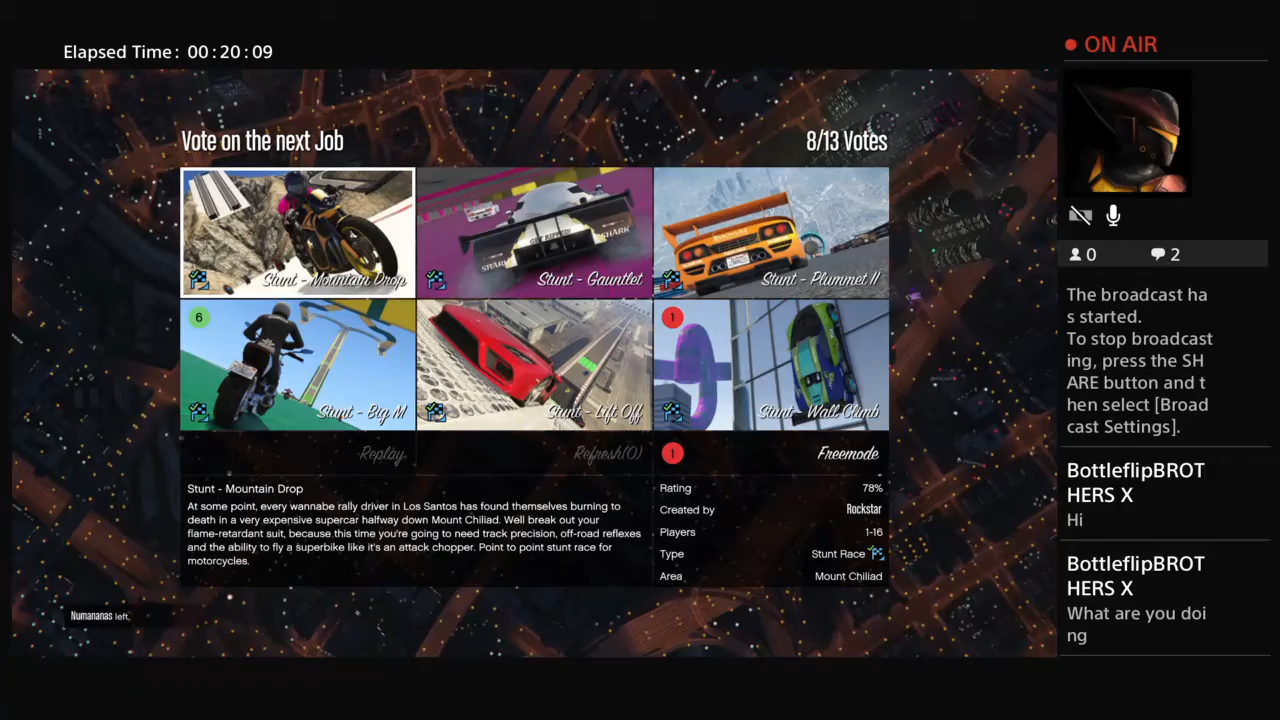 Elapsed Time: 00:20:09
ON AIR
Vote on the next Job
8/13 Votes
Stunt - Mountain Drop
Stunt - Gauntlet
Stunt - Plummet II
6
Stunt - Big M
Stunt - Lift Off
1
Stunt - Wall Climb
Replay
Refresh(0)
1
Freemode
Stunt - Mountain Drop
At some point, every wannabe rally driver in Los Santos has found themselves burning to
death in a very expensive supercar halfway down Mount Chiliad. Well break out your
flame-retardant suit, because this time you're going to need track precision, off-road reflexes
and the ability to fly a superbike like it's an attack chopper. Point to point stunt race for
motorcycles.
Rating 78%
Created by Rockstar
Players 1-16
Type Stunt Race
Area Mount Chiliad
Numananas left.
0
2
The broadcast ha
s started.
To stop broadcast
ing, press the SH
ARE button and t
hen select [Broad
cast Settings].
BottleflipBROT
HERS X
Hi
BottleflipBROT
HERS X
What are you doi
ng